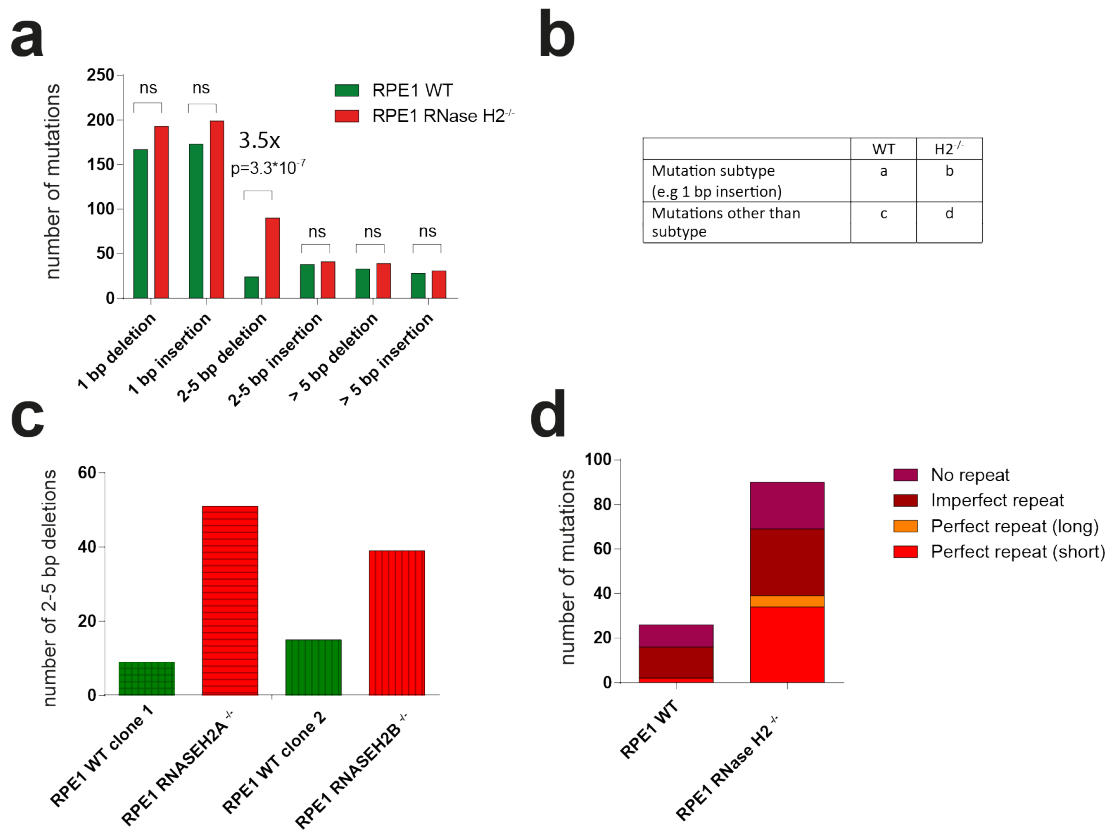 a
number of mutations
250
200
150
100
50
0
ns
ns
3.5x
p=3.3*10-7
ns
ns
ns
RPE1 WT
RPE1 RNase H2-/-
1 bp deletion
1 bp insertion
2-5 bp deletion
2-5 bp insertion
> 5 bp deletion
> 5 bp insertion
b
WT H2-/-
Mutation subtype
(e.g 1 bp insertion) a b
Mutations other than
subtype c d
c
number of 2-5 bp deletions
60
40
20
0
RPE1 WT clone 1
RPE1 RNASEH2A -/-
RPE1 WT clone 2
RPE1 RNASEH2B -/-
d
number of mutations
100
80
60
40
20
0
RPE1 WT
RPE1 RNase H2 -/-
No repeat
Imperfect repeat
Perfect repeat (long)
Perfect repeat (short)